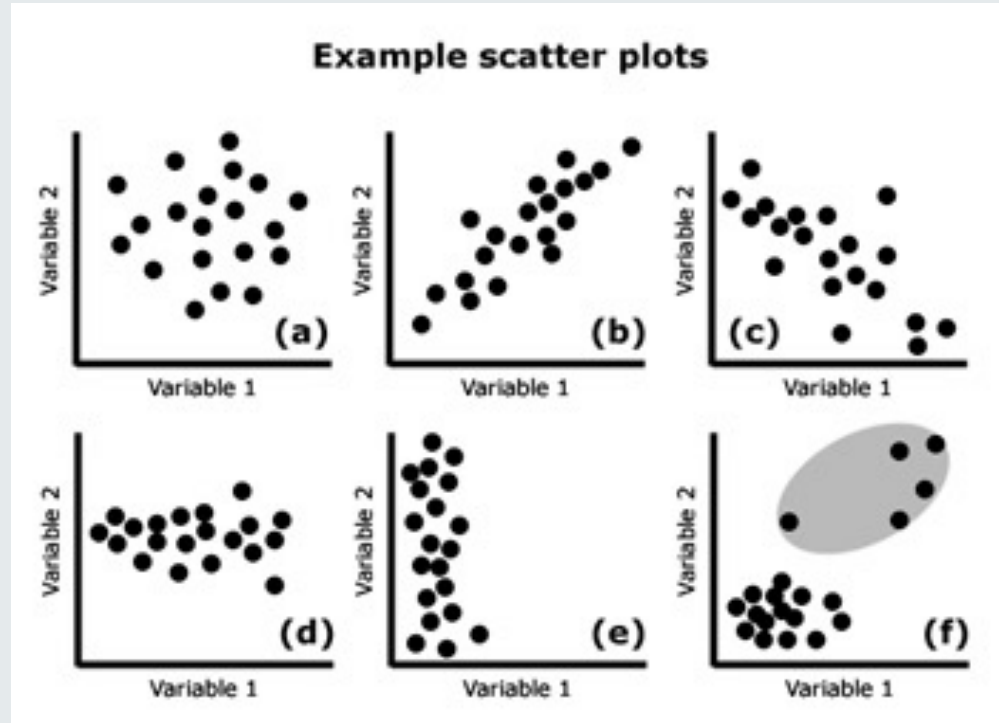 Example scatter plots
Variable 2
(a)
Variable 1
Variable 2
(b)
Variable 1
Variable 2
(c)
Variable 1
Variable 2
(d)
Variable 1
Variable 2
(e)
Variable 1
Variable 2
(f)
Variable 1